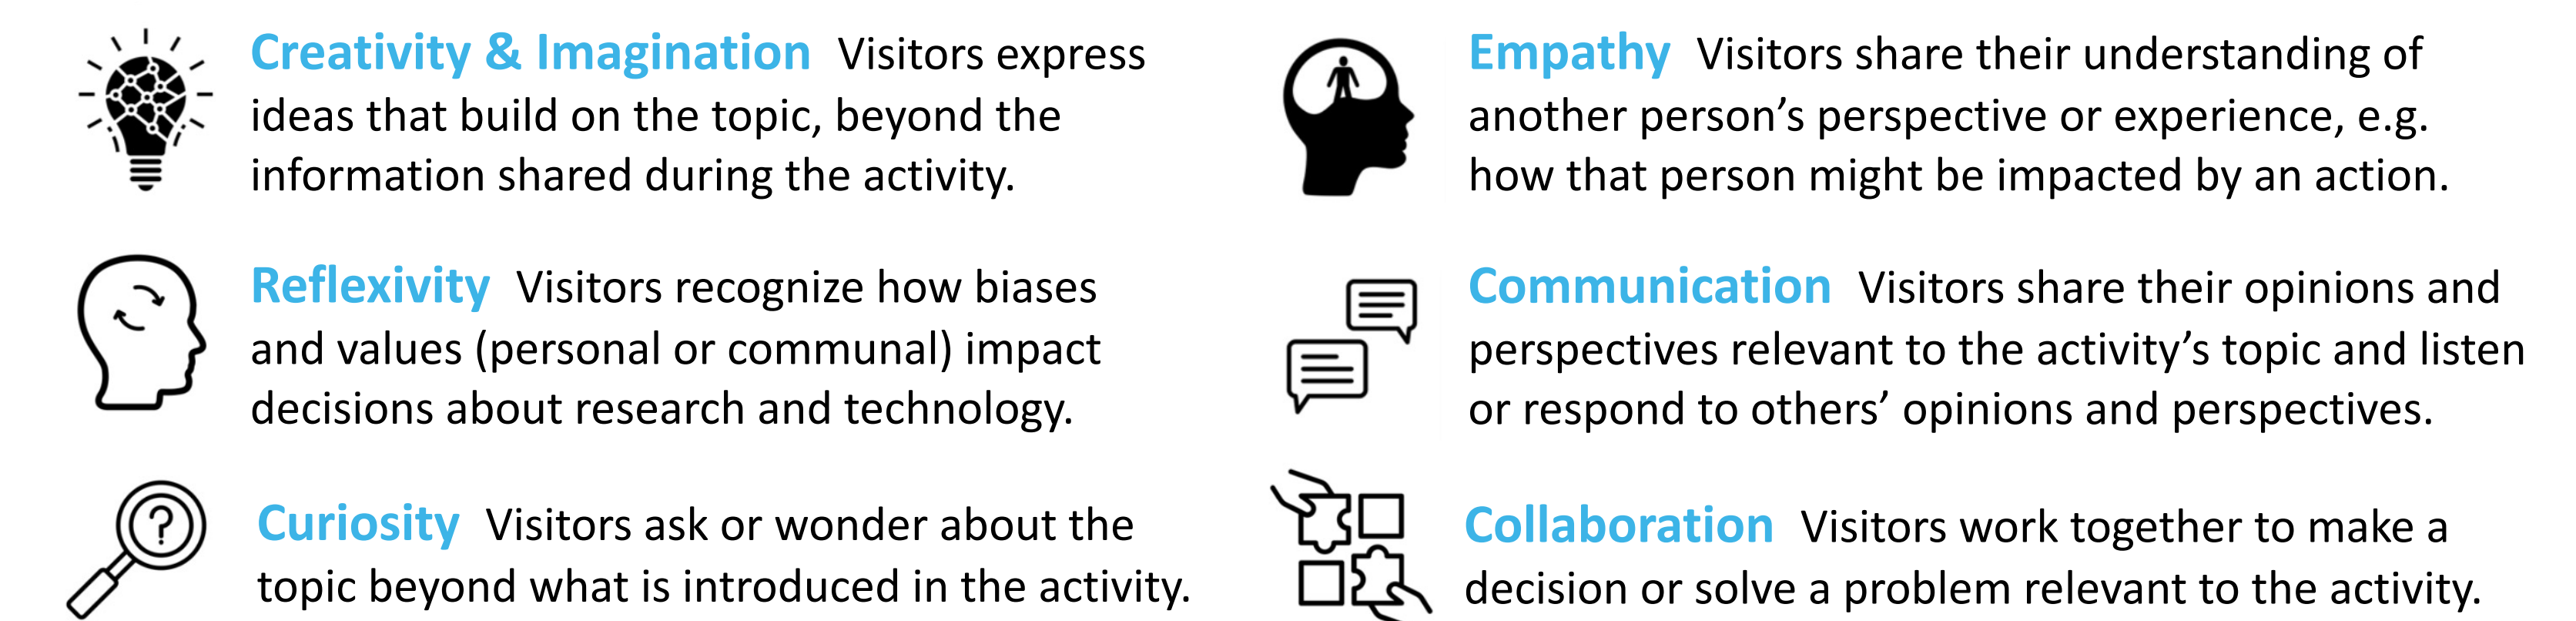 Creativity & Imagination Visitors express
ideas that build on the topic, beyond the
information shared during the activity.
Reflexivity Visitors recognize how biases
and values (personal or communal) impact
decisions about research and technology.
?
Curiosity Visitors ask or wonder about the
topic beyond what is introduced in the activity.
Empathy Visitors share their understanding of
another person’s perspective or experience, e.g.
how that person might be impacted by an action.
Communication Visitors share their opinions and
perspectives relevant to the activity’s topic and listen
or respond to others’ opinions and perspectives.
Collaboration Visitors work together to make a
decision or solve a problem relevant to the activity.